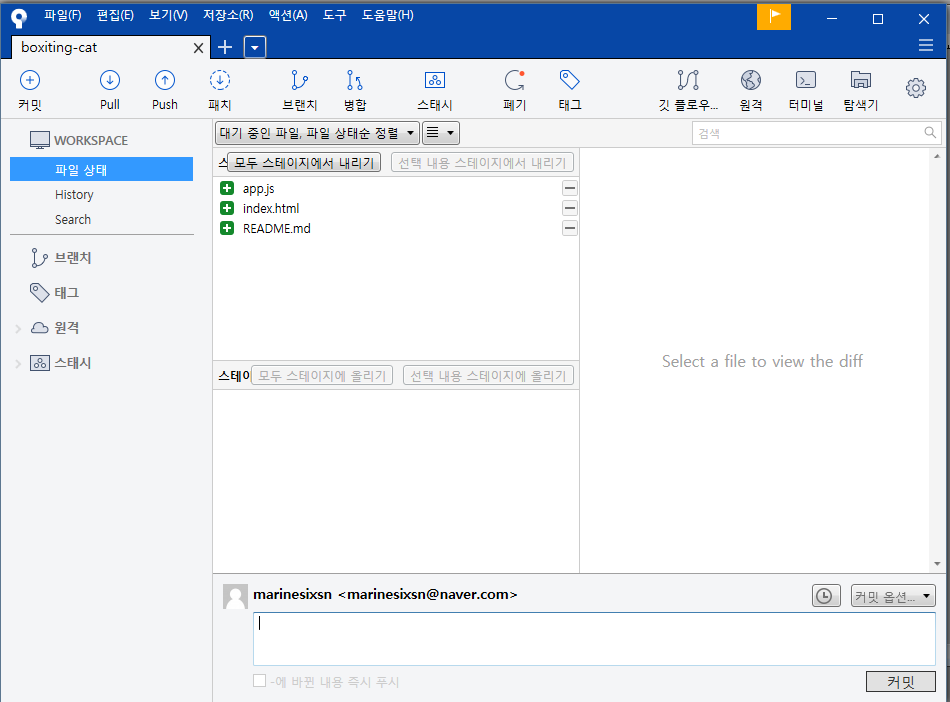 파일(F) 편집(E) 보기(V) 저장소(R) 액션(A) 도구 도움말(H)
boxiting-cat
커밋 Pull Push 패치 브랜치 병합 스태시 폐기 태그 깃 플로우... 원격 터미널 탐색기
대기 중인 파일, 파일 상태순 정렬
검색
WORKSPACE
파일 상태
History
Search
브랜치
태그
원격
스태시
모두 스테이지에서 내리기 선택 내용 스테이지에서 내리기
app.js
index.html
README.md
스테이 모두 스테이지에 올리기 선택 내용 스테이지에 올리기
Select a file to view the diff
marinesixsn <marinesixsn@naver.com>
커밋 옵션...
-에 바뀐 내용 즉시 푸시
커밋